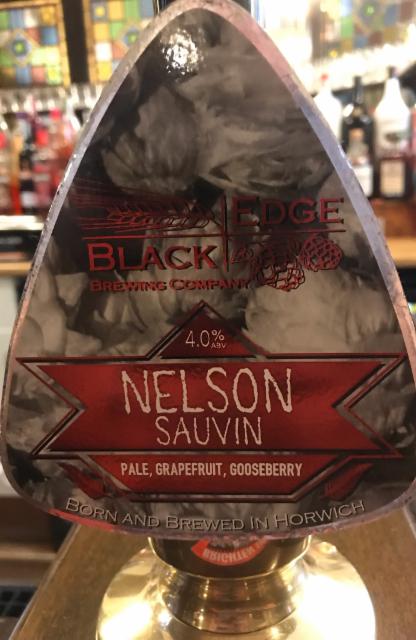 BLACK EDGE
BREWING COMPANY
4.0% ABV
NELSON
SAUVIN
PALE, GRAPEFRUIT, GOOSEBERRY
BORN AND BREWED IN HORWICH